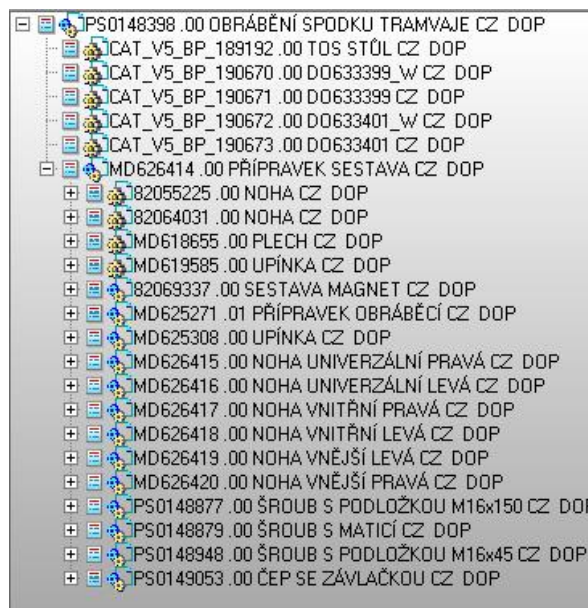 PS0148398 .00 OBRÁBĚNÍ SPODKU TRAMVAJE CZ DOP
CAT_V5_BP_189192 .00 TOS STŮL CZ DOP
CAT_V5_BP_190670 .00 DO633399_W CZ DOP
CAT_V5_BP_190671 .00 DO633399 CZ DOP
CAT_V5_BP_190672 .00 DO633401_W CZ DOP
CAT_V5_BP_190673 .00 DO633401 CZ DOP
MD626414 .00 PŘÍPRAVEK SESTAVA CZ DOP
82055225 .00 NOHA CZ DOP
82064031 .00 NOHA CZ DOP
MD618655 .00 PLECH CZ DOP
MD619585 .00 UPÍNKA CZ DOP
82069337 .00 SESTAVA MAGNET CZ DOP
MD625271 .01 PŘÍPRAVEK OBRÁBĚCÍ CZ DOP
MD625308 .00 UPÍNKA CZ DOP
MD626415 .00 NOHA UNIVERZÁLNÍ PRAVÁ CZ DOP
MD626416 .00 NOHA UNIVERZÁLNÍ LEVÁ CZ DOP
MD626417 .00 NOHA VNITŘNÍ PRAVÁ CZ DOP
MD626418 .00 NOHA VNITŘNÍ LEVÁ CZ DOP
MD626419 .00 NOHA VNĚJŠÍ LEVÁ CZ DOP
MD626420 .00 NOHA VNĚJŠÍ PRAVÁ CZ DOP
PS0148877 .00 ŠROUB S PODLOŽKOU M16x150 CZ DOP
PS0148879 .00 ŠROUB S MATICÍ CZ DOP
PS0148948 .00 ŠROUB S PODLOŽKOU M16x45 CZ DOP
PS0149053 .00 ČEP SE ZÁVLAČKOU CZ DOP